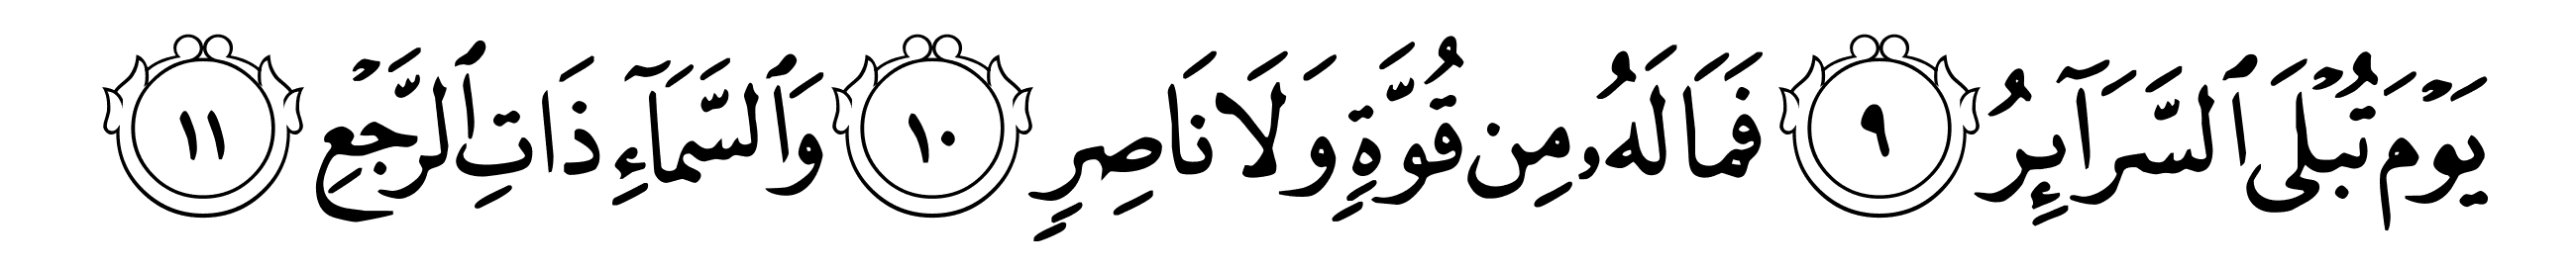 يَوْمَ تُبْلَى ٱلسَّرَآئِرُ ٩ فَمَا لَهُۥ مِن قُوَّةٍ وَلَا نَاصِرٍ ١٠ وَٱلسَّمَآءِ ذَاتِ ٱلرَّجْعِ ١١